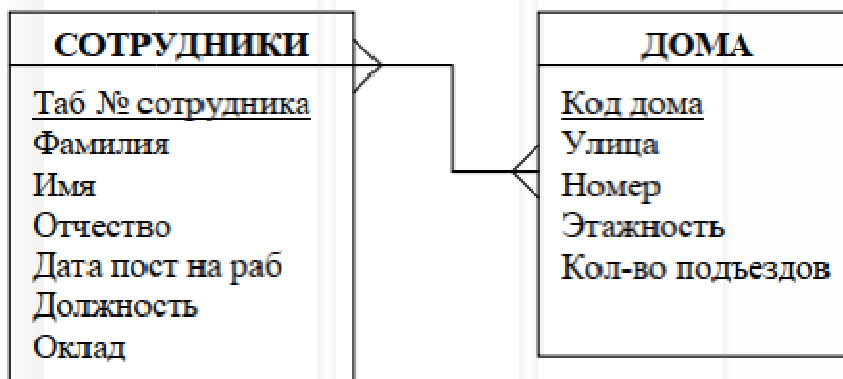 СОТРУДНИКИ
Таб № сотрудника
Фамилия
Имя
Отчество
Дата пост на раб
Должность
Оклад
ДОМА
Код дома
Улица
Номер
Этажность
Кол-во подъездов